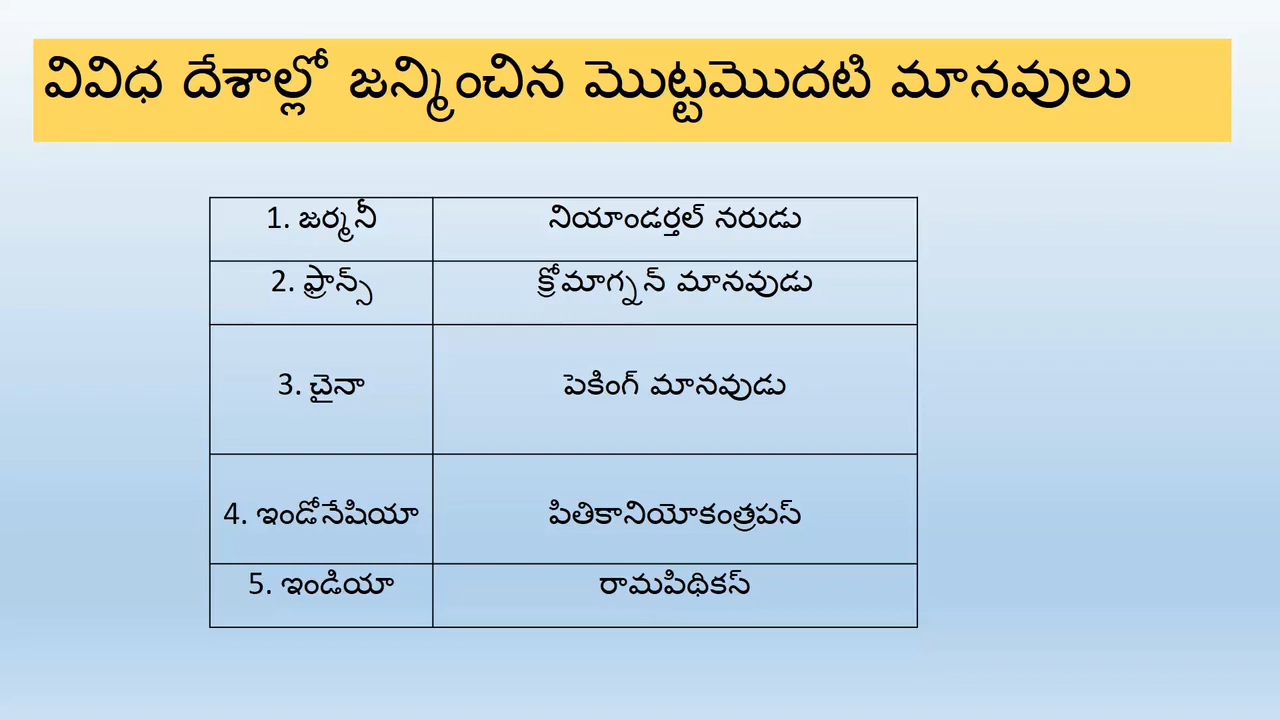 వివిధ దేశాల్లో జన్మించిన మొట్టమొదటి మానవులు
1. జర్మనీ నియాండర్తల్ నరుడు
2. ఫ్రాన్స్ క్రోమాగ్నన్ మానవుడు
3. చైనా పెకింగ్ మానవుడు
4. ఇండోనేషియా పితికానియోకంత్రపస్
5. ఇండియా రామపిథికస్